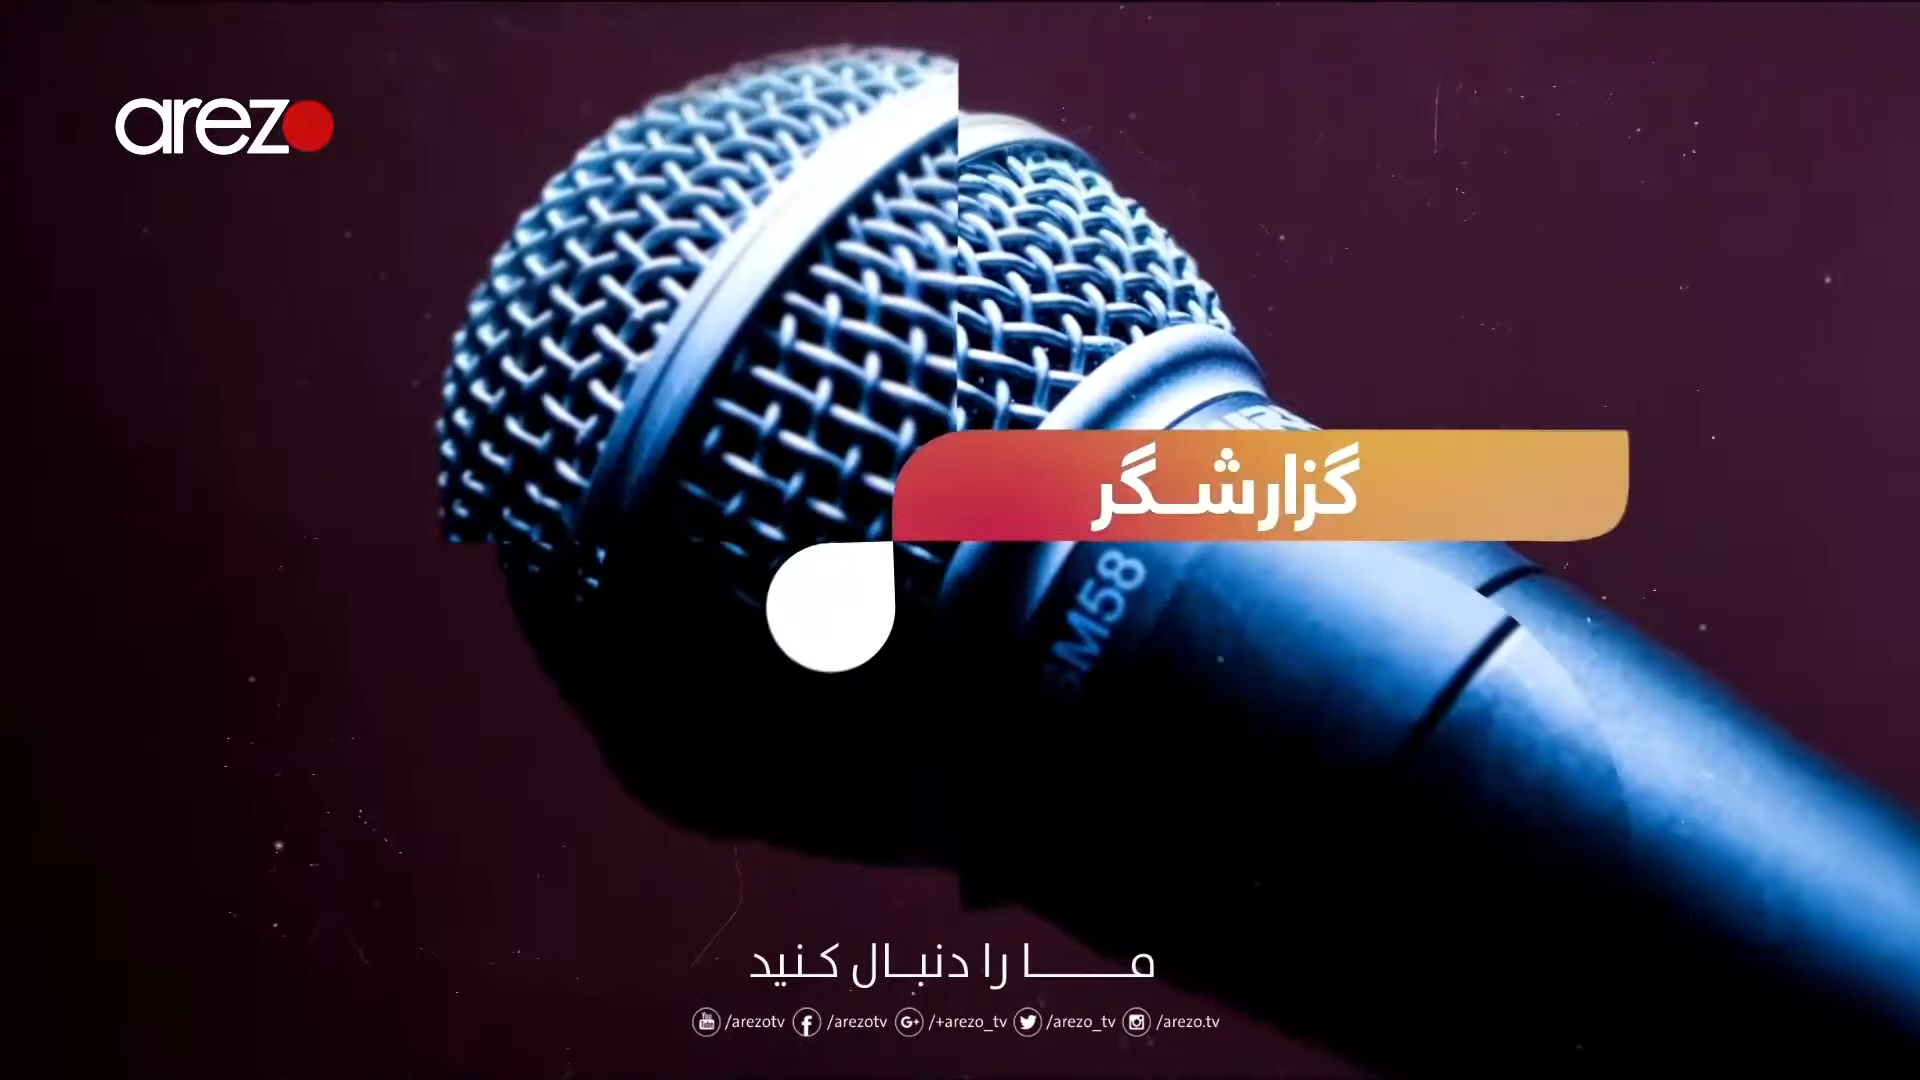 arezo
گزارشگر
SM58
ما را دنبال کنید
/arezotv /arezotv /+arezo_tv /arezo_tv /arezo.tv